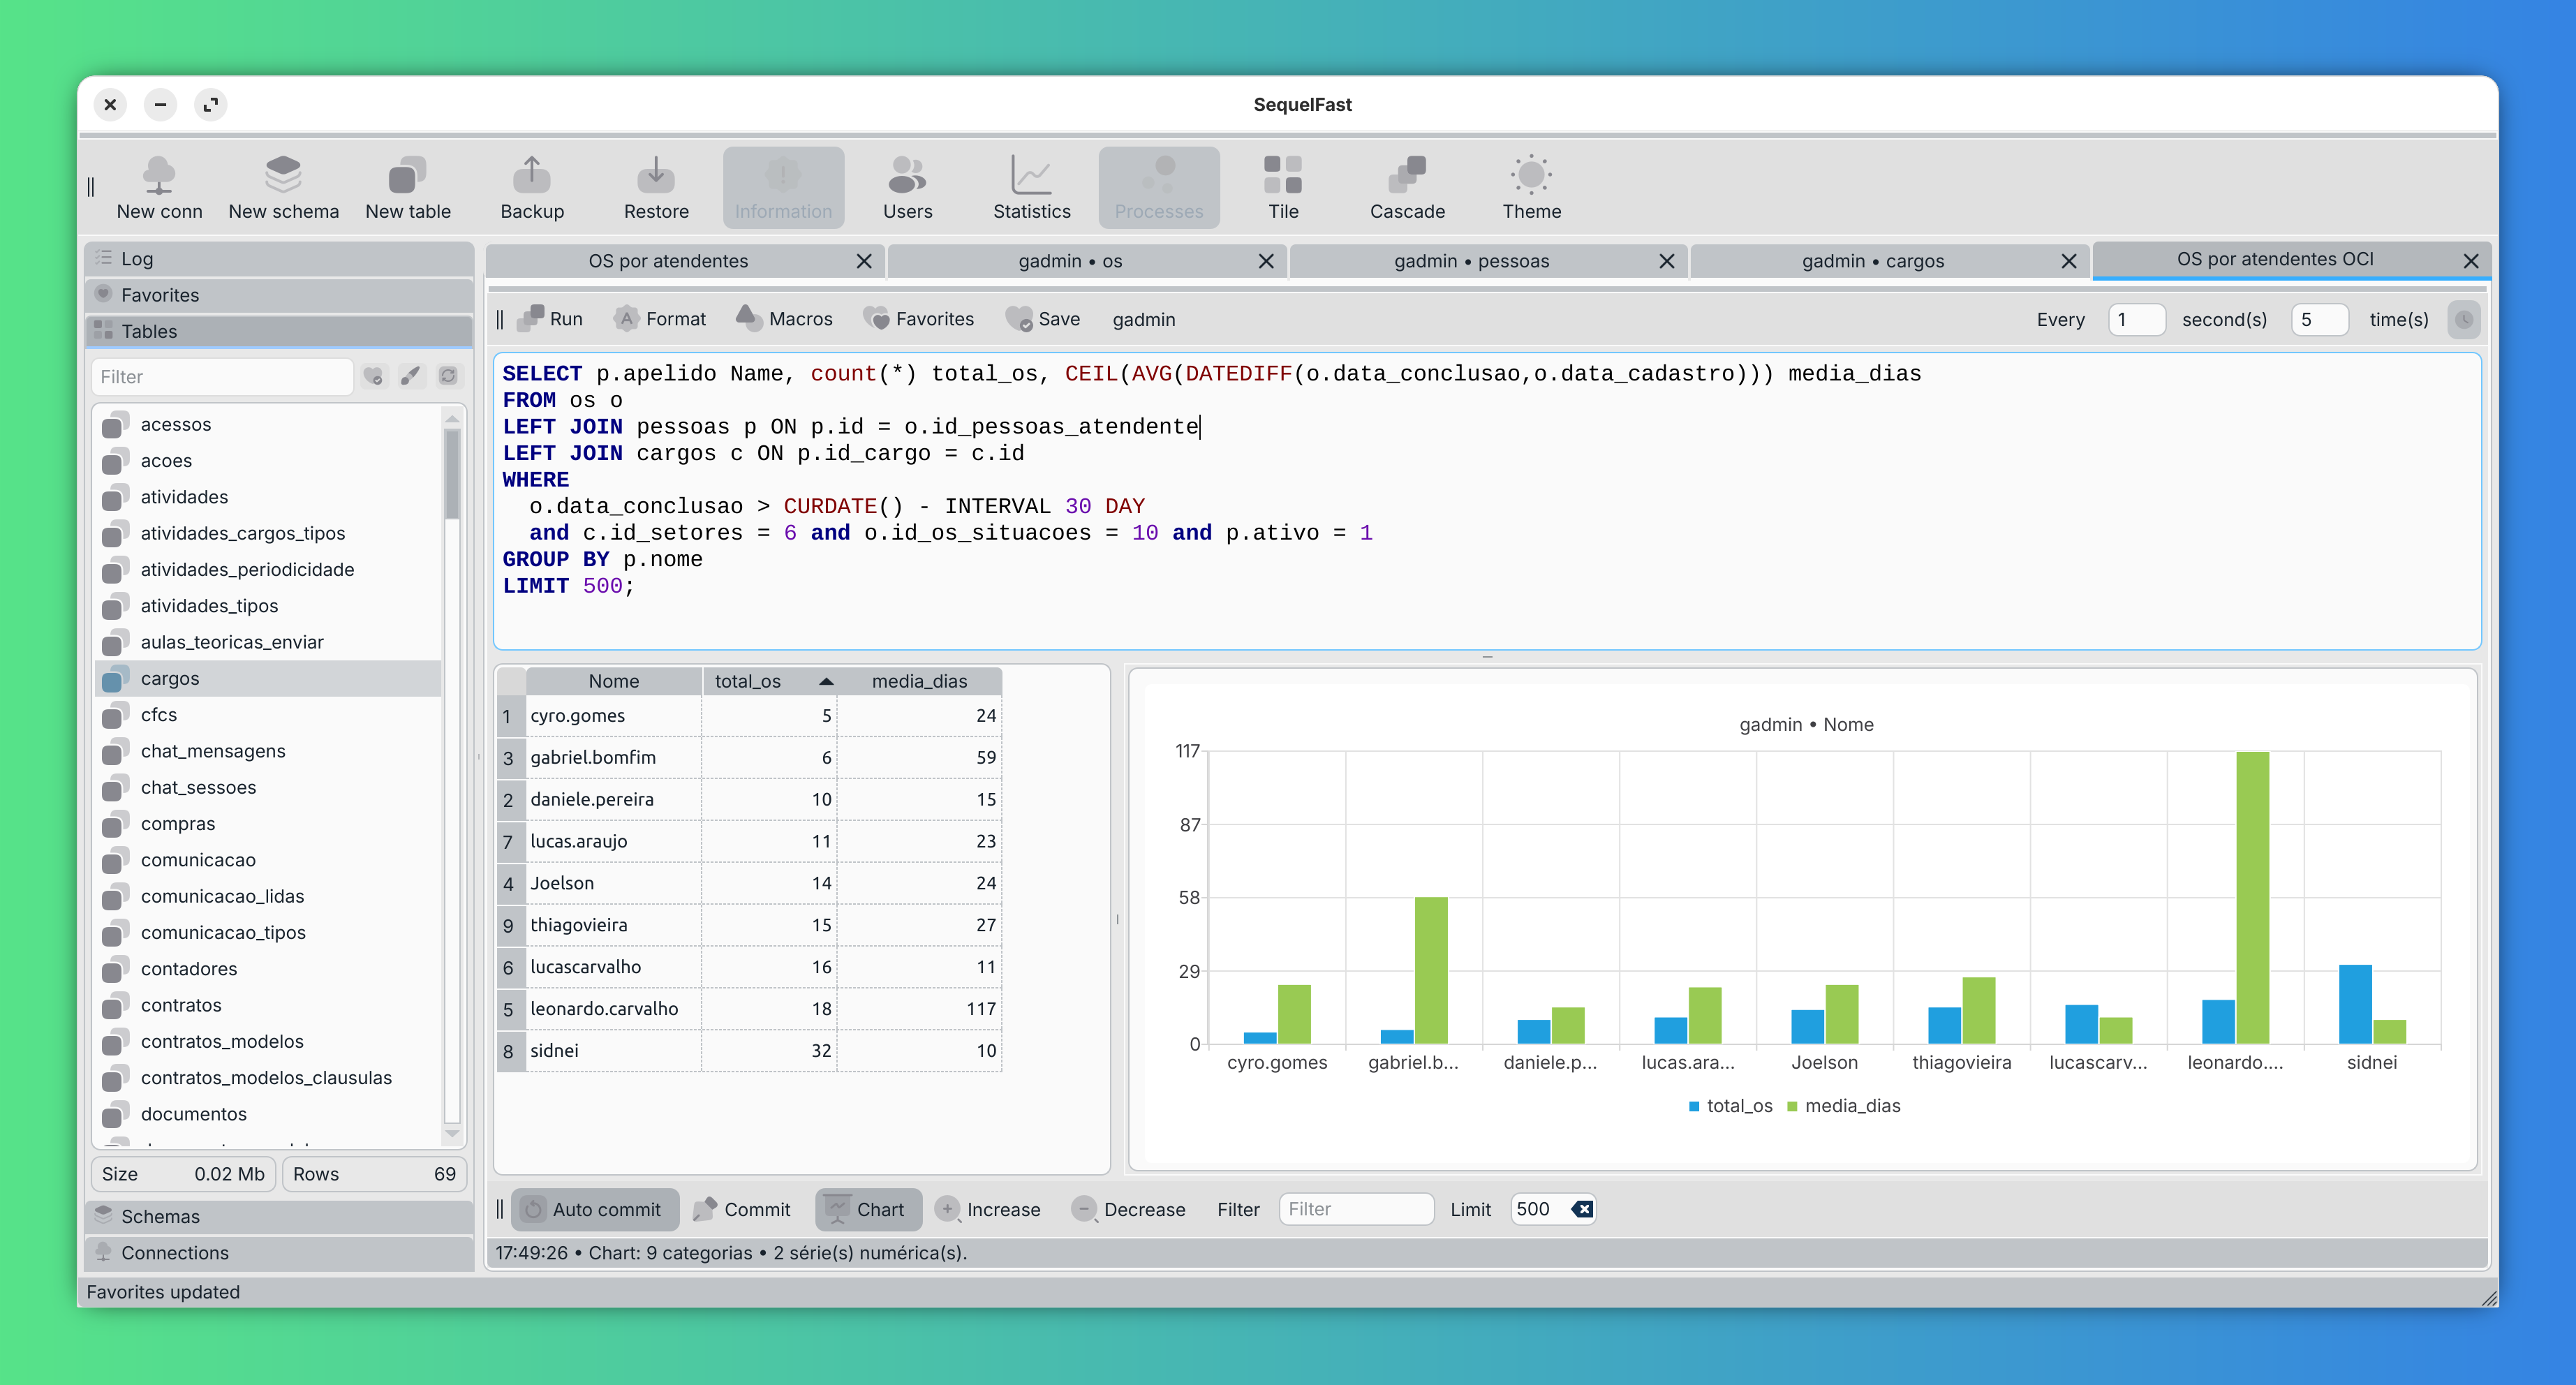 SequelFast
New conn New schema New table Backup Restore Information Users Statistics Processes Tile Cascade Theme
Log
Favorites
Tables
Filter
acessos
acoes
atividades
atividades_cargos_tipos
atividades_periodicidade
atividades_tipos
aulas_teoricas_enviar
cargos
cfcs
chat_mensagens
chat_sessoes
compras
comunicacao
comunicacao_lidas
comunicacao_tipos
contadores
contratos
contratos_modelos
contratos_modelos_clausulas
documentos
Size 0.02 Mb Rows 69
Schemas
Connections
OS por atendentes gadmin • os gadmin • pessoas gadmin • cargos OS por atendentes OCI
Run Format Macros Favorites Save gadmin Every 1 second(s) 5 time(s)
SELECT p.apelido Name, count(*) total_os, CEIL(AVG(DATEDIFF(o.data_conclusao,o.data_cadastro))) media_dias
FROM os o
LEFT JOIN pessoas p ON p.id = o.id_pessoas_atendente
LEFT JOIN cargos c ON p.id_cargo = c.id
WHERE
o.data_conclusao > CURDATE() - INTERVAL 30 DAY
and c.id_setores = 6 and o.id_os_situacoes = 10 and p.ativo = 1
GROUP BY p.nome
LIMIT 500;
Nome total_os media_dias
1 cyro.gomes 5 24
3 gabriel.bomfim 6 59
2 daniele.pereira 10 15
7 lucas.araujo 11 23
4 Joelson 14 24
9 thiagovieira 15 27
6 lucascarvalho 16 11
5 leonardo.carvalho 18 117
8 sidnei 32 10
gadmin • Nome
117
87
58
29
0
cyro.gomes gabriel.b... daniele.p... lucas.ara... Joelson thiagovieira lucascarv... leonardo.... sidnei
total_os media_dias
Auto commit Commit Chart Increase Decrease Filter Filter Limit 500
17:49:26 • Chart: 9 categorias • 2 série(s) numérica(s).
Favorites updated